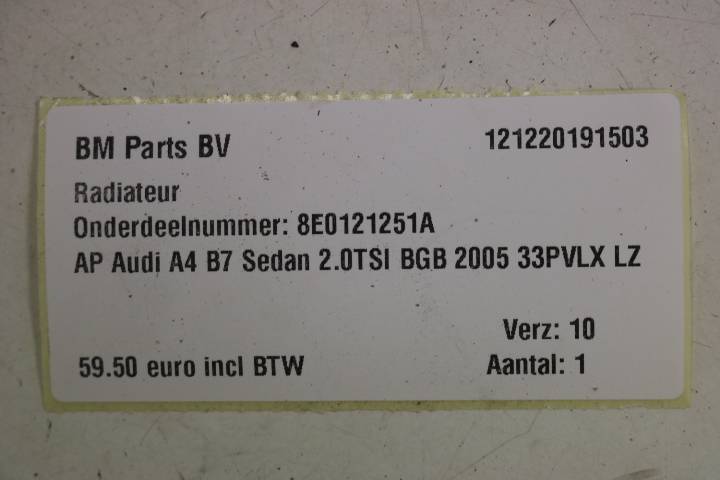 BM Parts BV
121220191503
Radiateur
Onderdeelnummer: 8E0121251A
AP Audi A4 B7 Sedan 2.0TSI BGB 2005 33PVLX LZ
Verz: 10
59.50 euro incl BTW
Aantal: 1